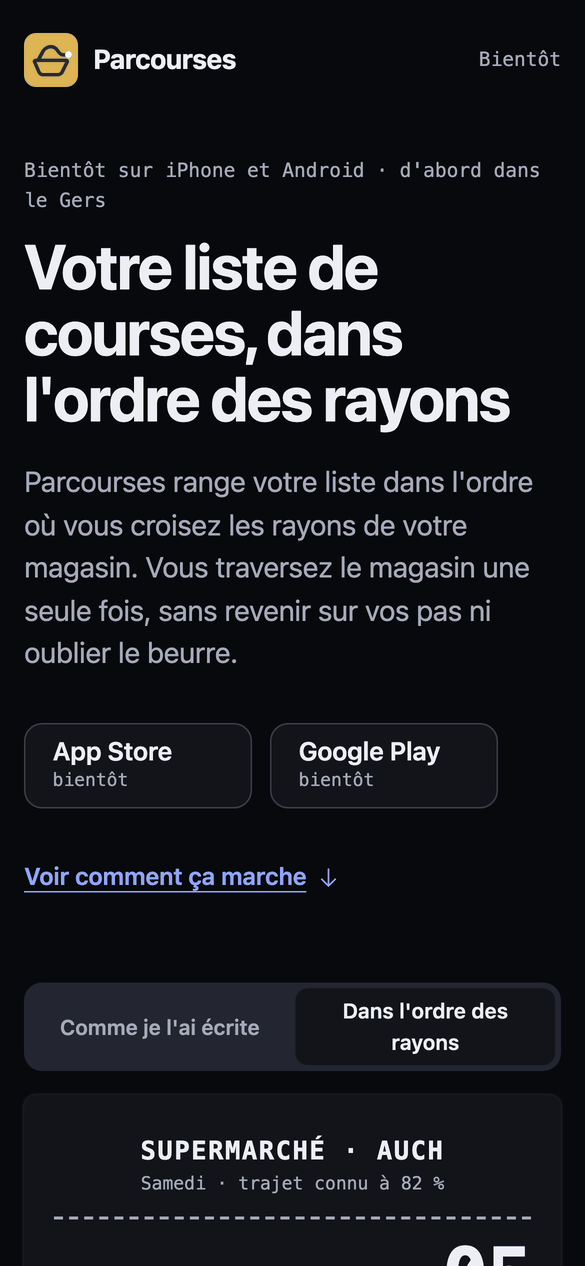 Parcourses
Bientôt
Bientôt sur iPhone et Android · d'abord dans
le Gers
Votre liste de
courses, dans
l'ordre des rayons
Parcourses range votre liste dans l'ordre
où vous croisez les rayons de votre
magasin. Vous traversez le magasin une
seule fois, sans revenir sur vos pas ni
oublier le beurre.
App Store
bientôt
Google Play
bientôt
Voir comment ça marche ↓
Comme je l'ai écrite
Dans l'ordre des
rayons
SUPERMARCHÉ · AUCH
Samedi · trajet connu à 82 %